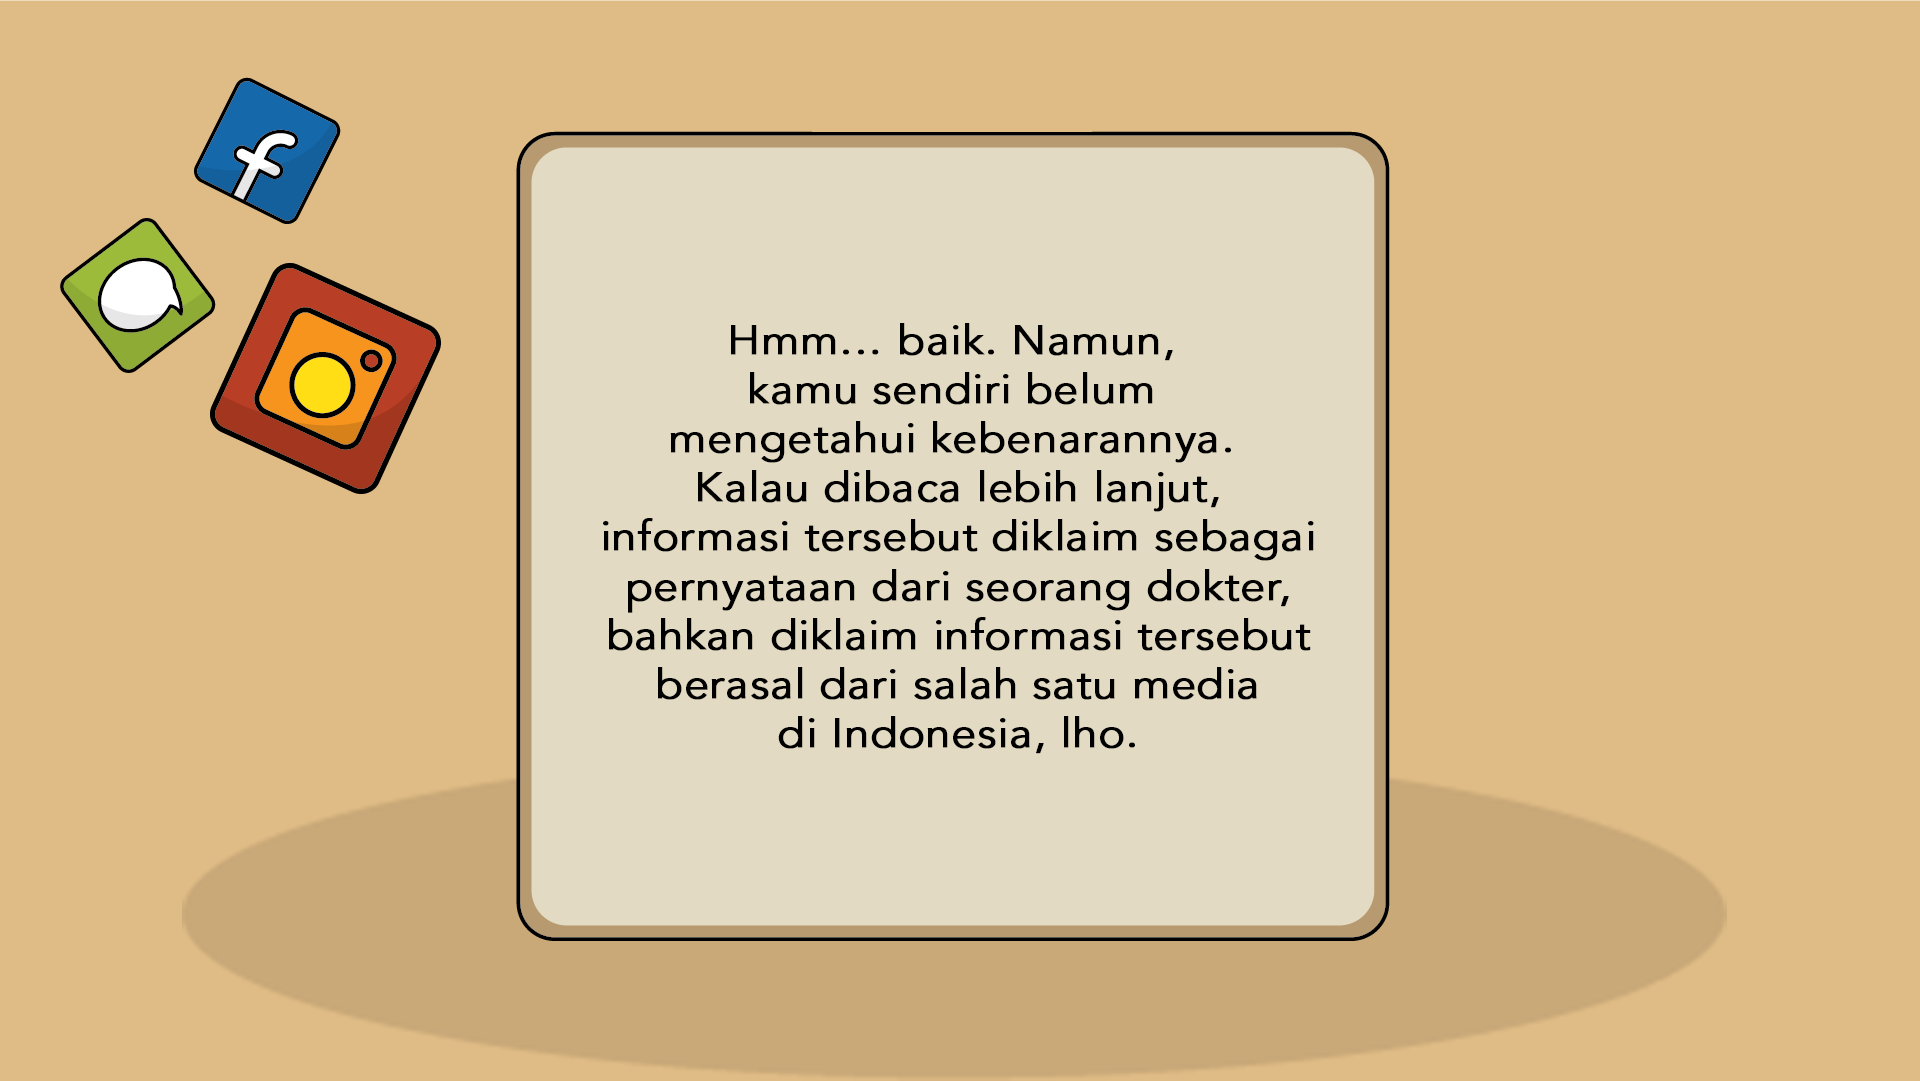 Hmm... baik. Namun,
kamu sendiri belum
mengetahui kebenarannya.
Kalau dibaca lebih lanjut,
informasi tersebut diklaim sebagai
pernyataan dari seorang dokter,
bahkan diklaim informasi tersebut
berasal dari salah satu media
di Indonesia, lho.